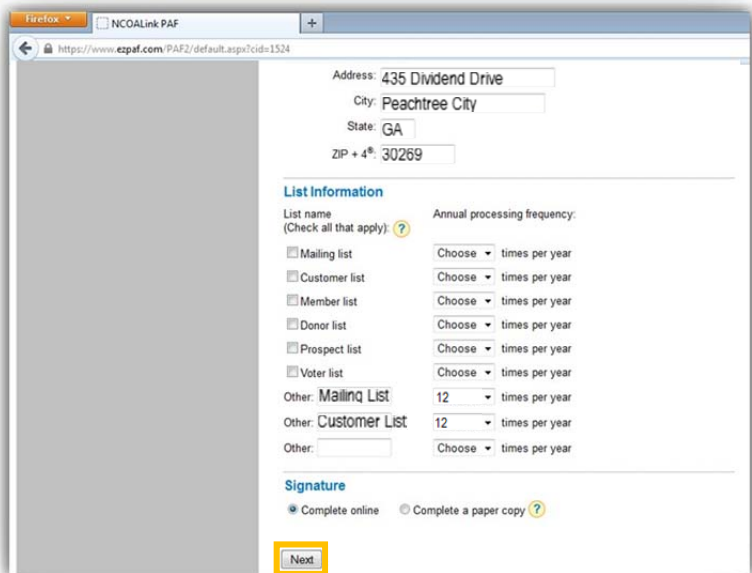 Firefox
NCOALink PAF
+
https://www.ezpaf.com/PAF2/default.aspx?cid=1524
Address: 435 Dividend Drive
City: Peachtree City
State: GA
ZIP + 4®: 30269
List Information
List name Annual processing frequency:
(Check all that apply): ?
Mailing list Choose times per year
Customer list Choose times per year
Member list Choose times per year
Donor list Choose times per year
Prospect list Choose times per year
Voter list Choose times per year
Other: Mailing List 12 times per year
Other: Customer List 12 times per year
Other: Choose times per year
Signature
Complete online Complete a paper copy ?
Next